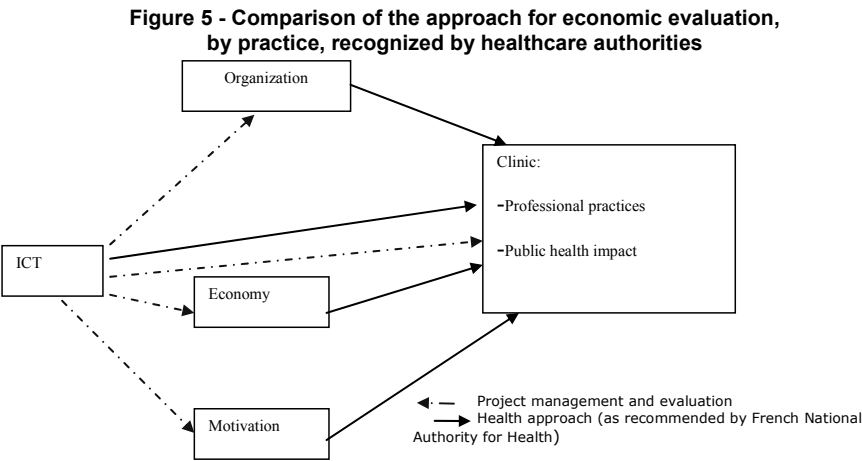 Figure 5 - Comparison of the approach for economic evaluation,
by practice, recognized by healthcare authorities
Organization
Clinic:
-Professional practices
-Public health impact
ICT
Economy
Motivation
Project management and evaluation
Health approach (as recommended by French National
Authority for Health)